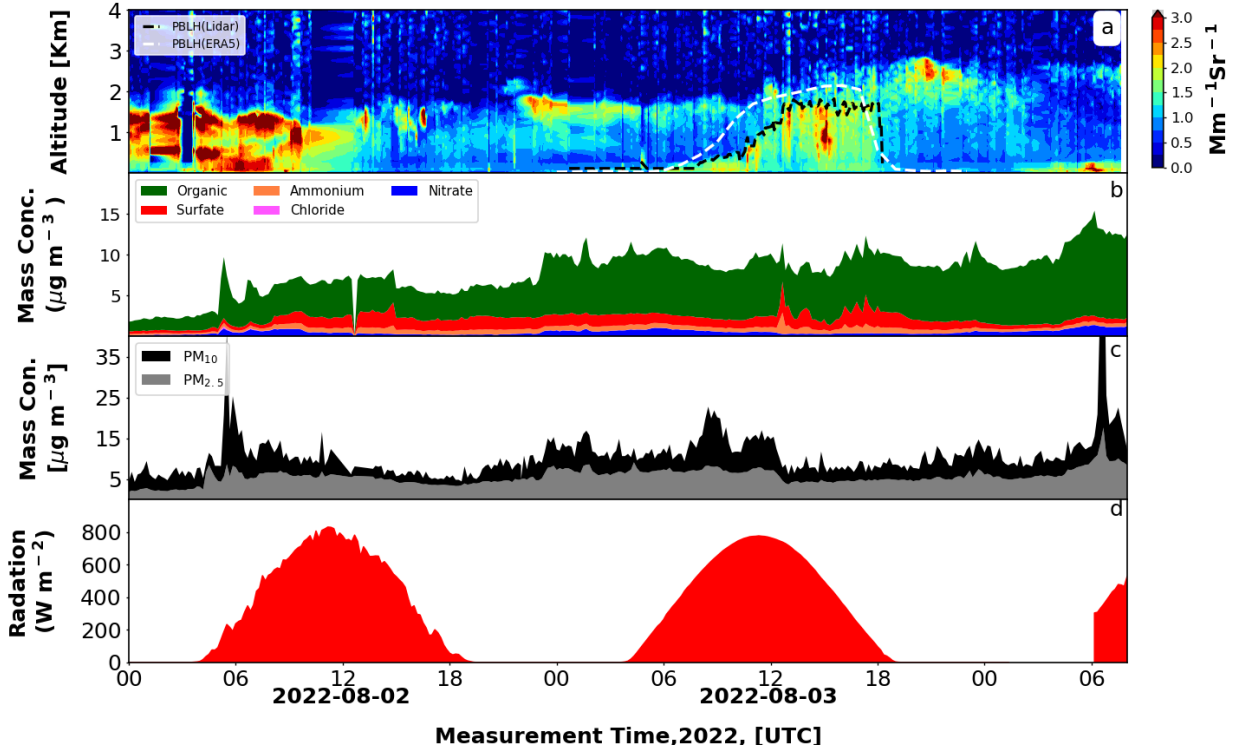 4
3
2
1
Altitude [Km]
PBLH(Lidar)
PBLH(ERA5)
a
3.0
2.5
2.0
1.5
1.0
0.5
0.0
Mm⁻¹Sr⁻¹
15
10
5
Mass Conc.
(μg m⁻³ )
Organic
Surfate
Ammonium
Chloride
Nitrate
b
35
25
15
5
Mass Con.
[μg m⁻³]
PM₁₀
PM₂.₅
c
800
600
400
200
0
Radation
(W m⁻²)
d
00 06 12 18 00 06 12 18 00 06
2022-08-02 2022-08-03
Measurement Time,2022, [UTC]